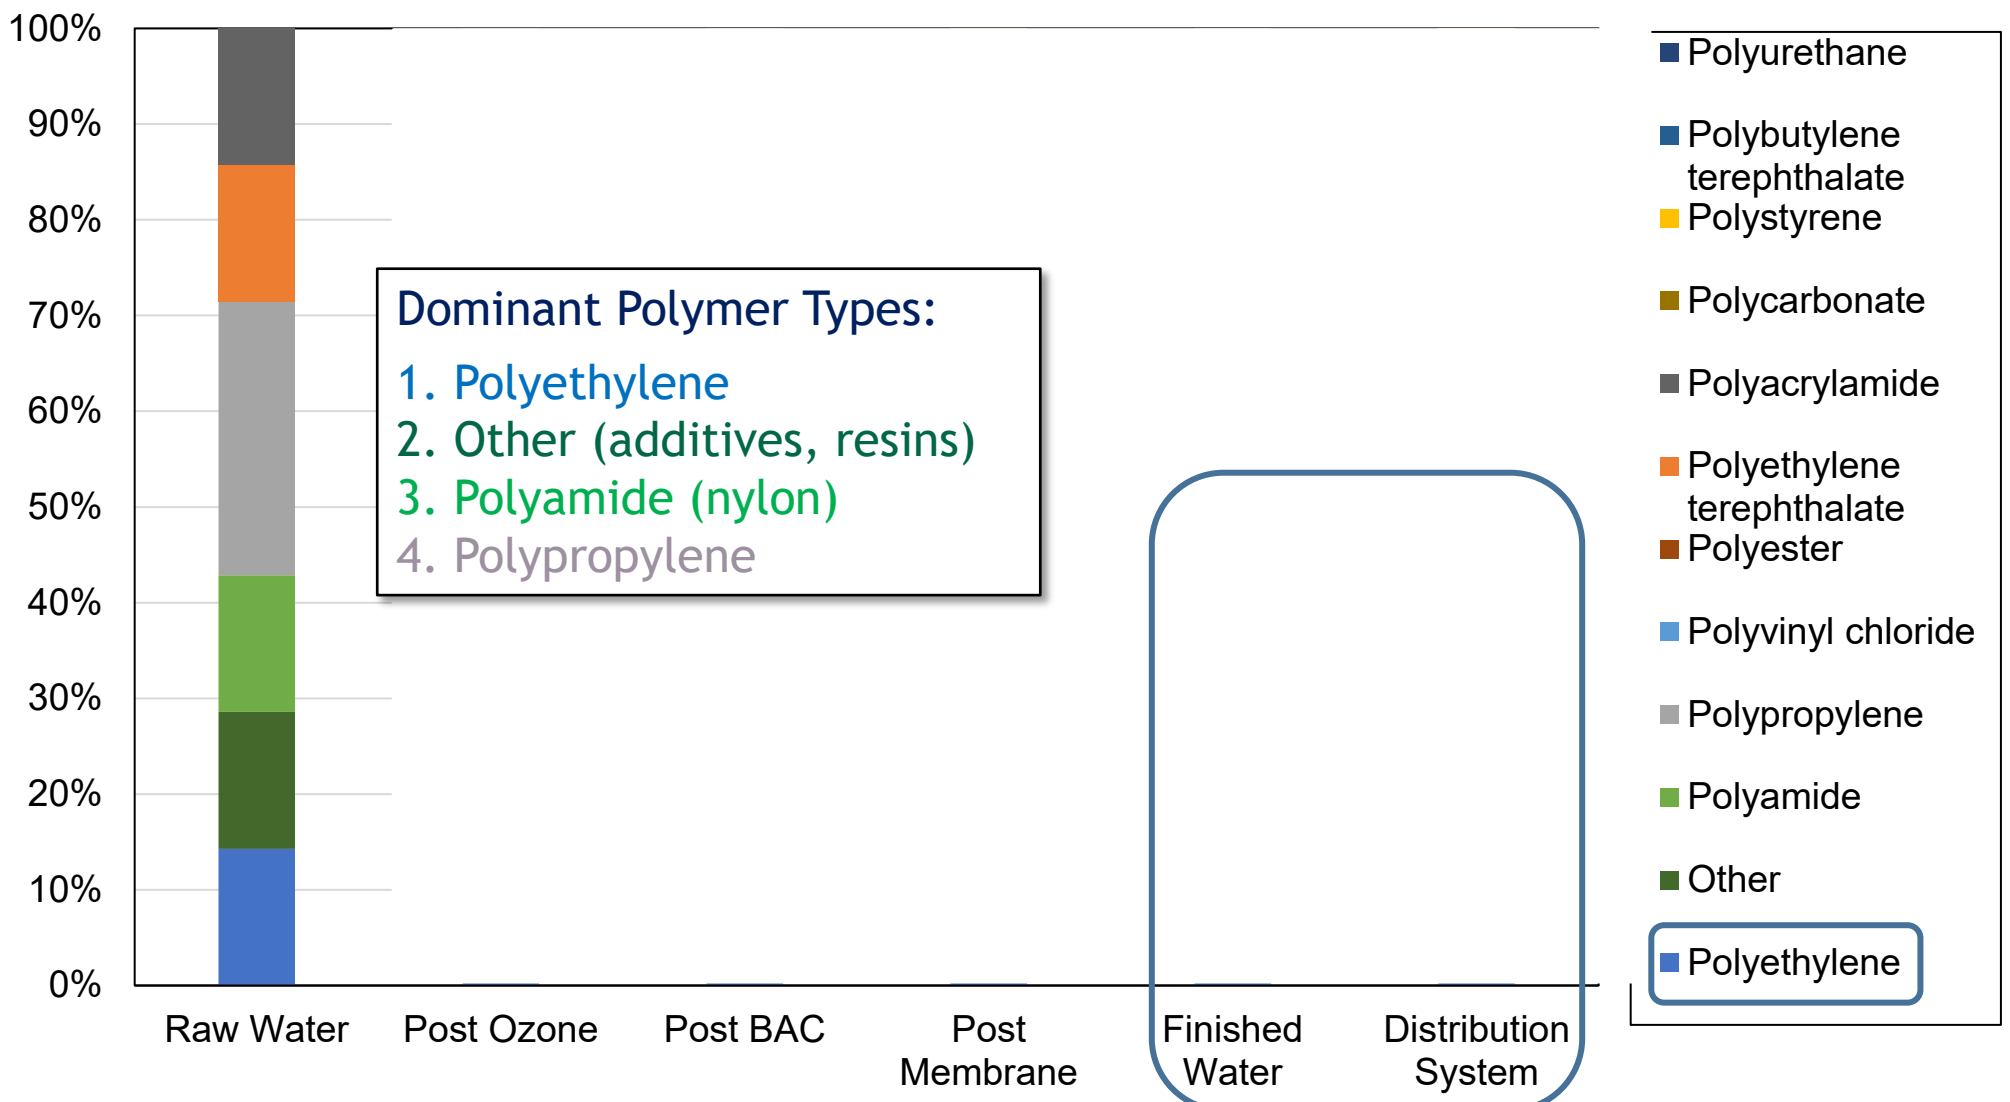 100%
90%
80%
70%
60%
50%
40%
30%
20%
10%
0%
Raw Water
Post Ozone
Post BAC
Post
Membrane
Finished
Water
Distribution
System
Dominant Polymer Types:
1. Polyethylene
2. Other (additives, resins)
3. Polyamide (nylon)
4. Polypropylene
Polyurethane
Polybutylene
terephthalate
Polystyrene
Polycarbonate
Polyacrylamide
Polyethylene
terephthalate
Polyester
Polyvinyl chloride
Polypropylene
Polyamide
Other
Polyethylene